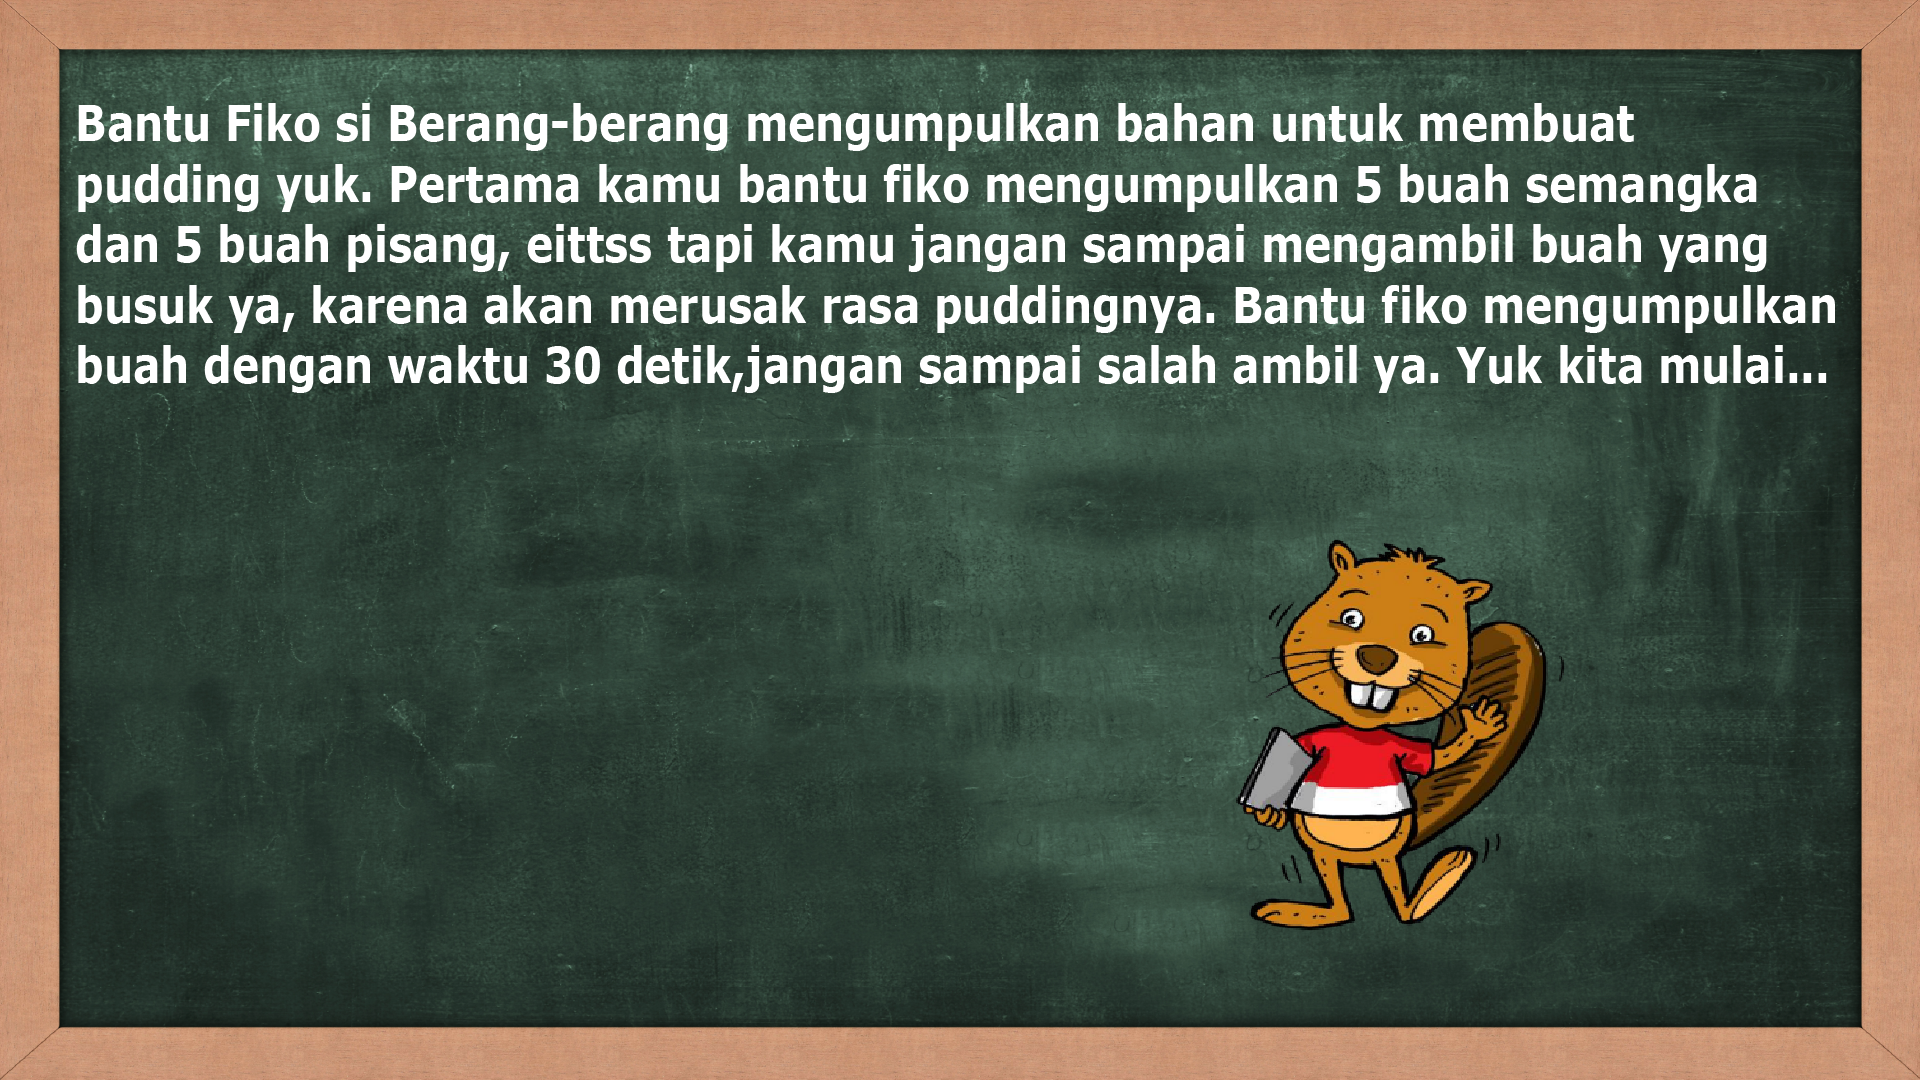 Bantu Fiko si Berang-berang mengumpulkan bahan untuk membuat
pudding yuk. Pertama kamu bantu fiko mengumpulkan 5 buah semangka
dan 5 buah pisang, eittss tapi kamu jangan sampai mengambil buah yang
busuk ya, karena akan merusak rasa puddingnya. Bantu fiko mengumpulkan
buah dengan waktu 30 detik,jangan sampai salah ambil ya. Yuk kita mulai...